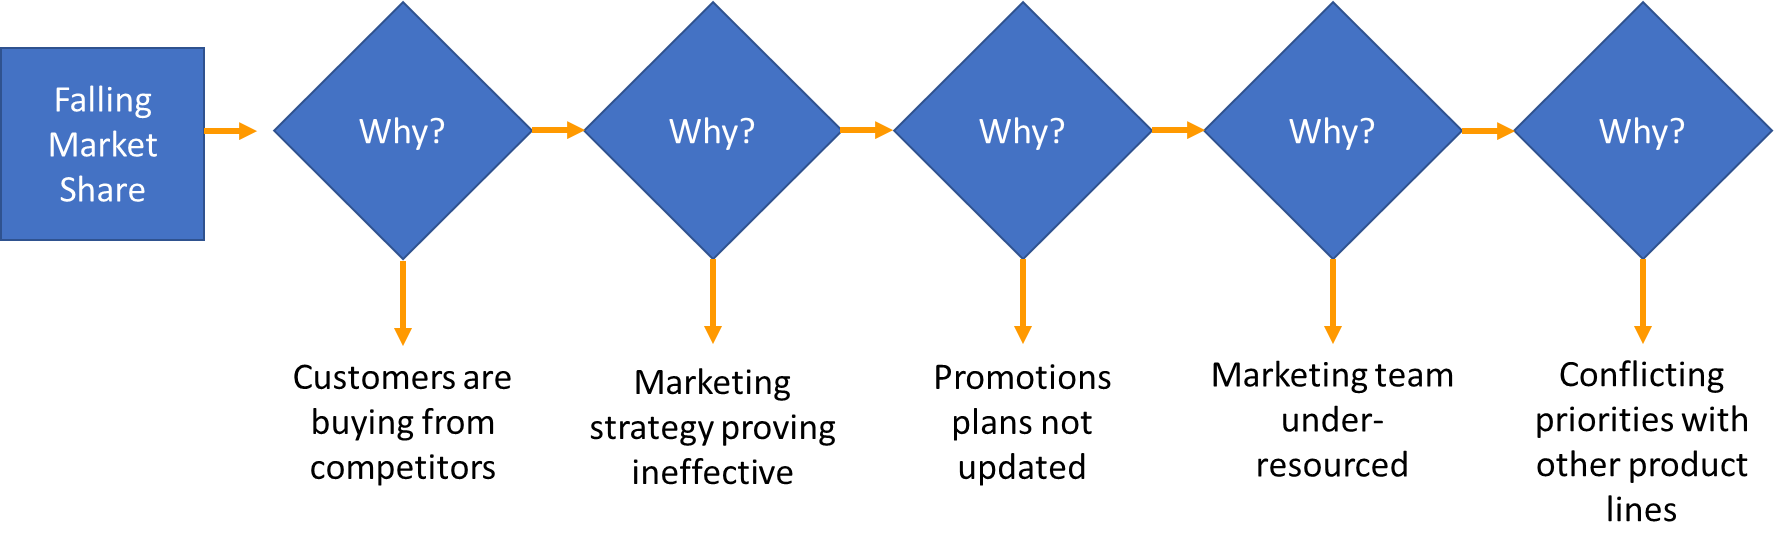 Falling
Market
Share
Why?
Why?
Why?
Why?
Why?
Customers are
buying from
competitors
Marketing
strategy proving
ineffective
Promotions
plans not
updated
Marketing team
under-
resourced
Conflicting
priorities with
other product
lines